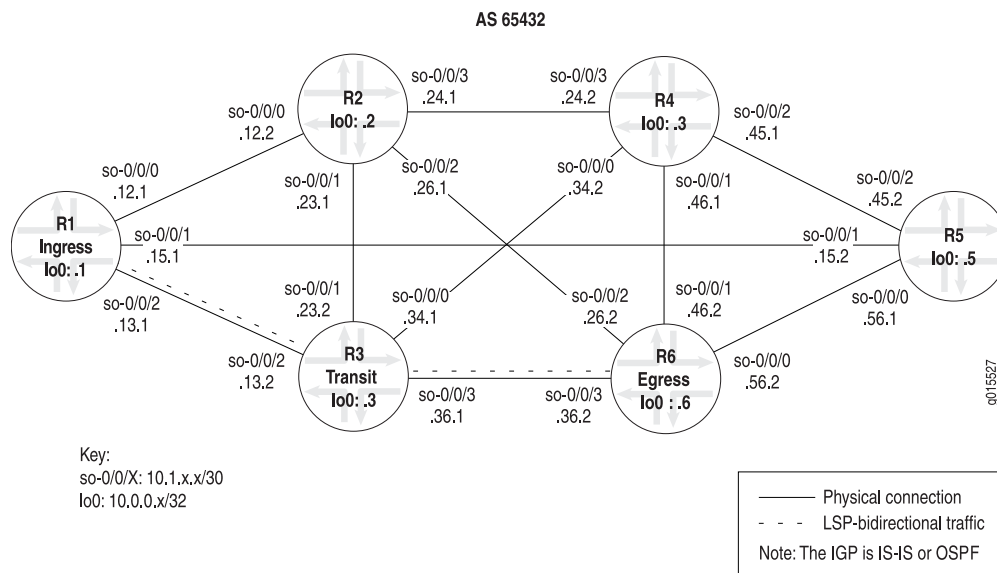 AS 65432
R2
lo0: .2
so-0/0/3
.24.1
so-0/0/3
.24.2
R4
lo0: .3
so-0/0/0
.12.2
so-0/0/2
.45.1
so-0/0/0
.12.1
so-0/0/2
.26.1
so-0/0/0
.34.2
so-0/0/1
.23.1
so-0/0/1
.46.1
so-0/0/2
.45.2
R1
Ingress
lo0: .1
so-0/0/1
.15.1
so-0/0/1
.15.2
R5
lo0: .5
so-0/0/2
.13.1
so-0/0/1
.23.2
so-0/0/0
.34.1
so-0/0/2
.26.2
so-0/0/1
.46.2
so-0/0/0
.56.1
so-0/0/2
.13.2
R3
Transit
lo0: .3
so-0/0/3
.36.1
so-0/0/3
.36.2
R6
Egress
lo0 : .6
so-0/0/0
.56.2
g015527
Key:
so-0/0/X: 10.1.x.x/30
lo0: 10.0.0.x/32
Physical connection
LSP-bidirectional traffic
Note: The IGP is IS-IS or OSPF